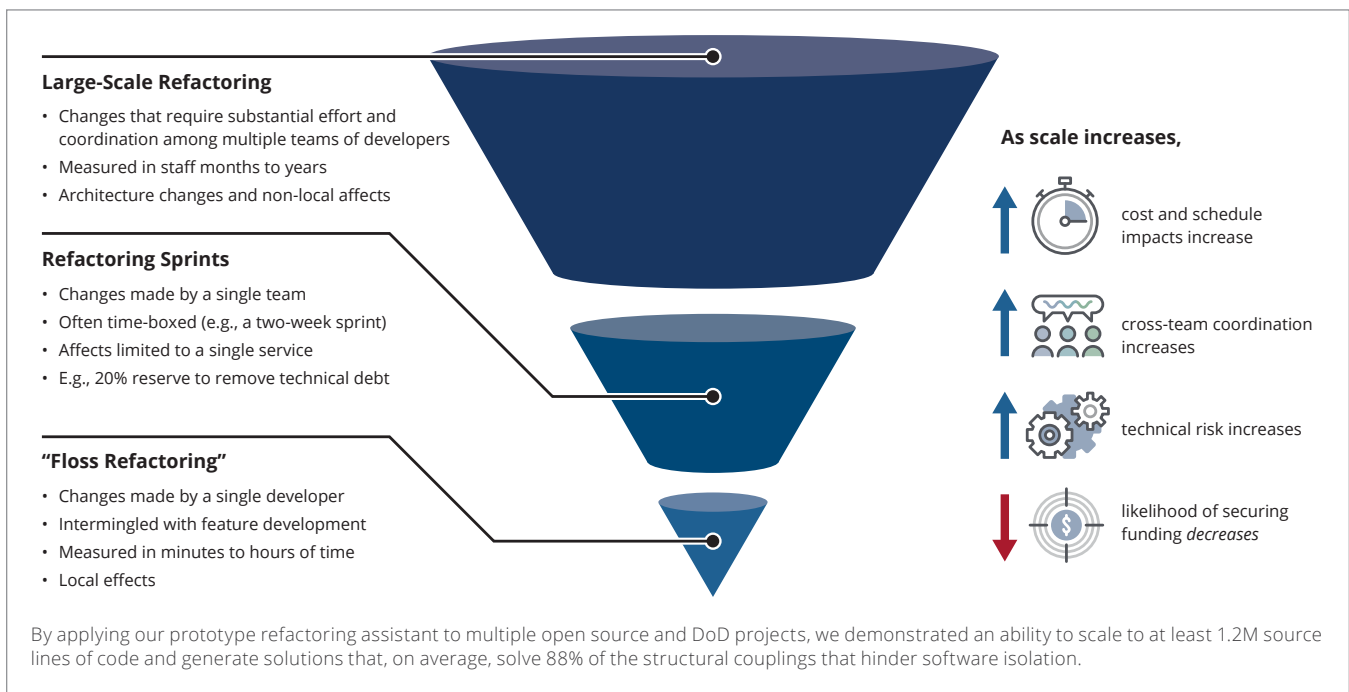 Large-Scale Refactoring
• Changes that require substantial effort and
coordination among multiple teams of developers
• Measured in staff months to years
• Architecture changes and non-local affects
Refactoring Sprints
• Changes made by a single team
• Often time-boxed (e.g., a two-week sprint)
• Affects limited to a single service
• E.g., 20% reserve to remove technical debt
“Floss Refactoring”
• Changes made by a single developer
• Intermingled with feature development
• Measured in minutes to hours of time
• Local effects
As scale increases,
cost and schedule
impacts increase
cross-team coordination
increases
technical risk increases
$
likelihood of securing
funding decreases
By applying our prototype refactoring assistant to multiple open source and DoD projects, we demonstrated an ability to scale to at least 1.2M source
lines of code and generate solutions that, on average, solve 88% of the structural couplings that hinder software isolation.